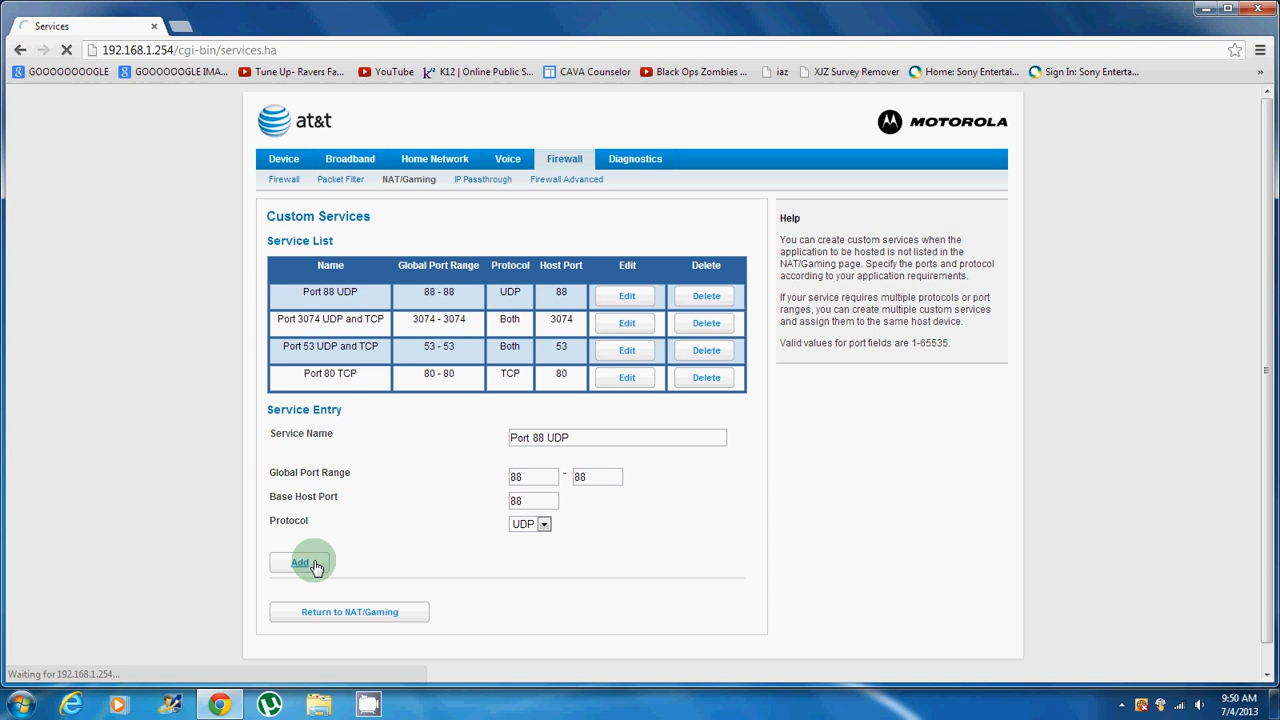 Services
192.168.1.254/cgi-bin/services.ha
GOOOOOOOGLE
GOOOOOOGLE IMA...
Tune Up- Ravers Fa...
YouTube
K12 | Online Public S...
CAVA Counselor
Black Ops Zombies ...
iaz
XJZ Survey Remover
Home: Sony Entertai...
Sign In: Sony Enterta...
»
at&t
MOTOROLA
Device Broadband Home Network Voice Firewall Diagnostics
Firewall Packet Filter NAT/Gaming IP Passthrough Firewall Advanced
Custom Services
Service List
Name Global Port Range Protocol Host Port Edit Delete
Port 88 UDP 88 - 88 UDP 88 Edit Delete
Port 3074 UDP and TCP 3074 - 3074 Both 3074 Edit Delete
Port 53 UDP and TCP 53 - 53 Both 53 Edit Delete
Port 80 TCP 80 - 80 TCP 80 Edit Delete
Service Entry
Service Name Port 88 UDP
Global Port Range 88 - 88
Base Host Port 88
Protocol UDP
Add
Return to NAT/Gaming
Help
You can create custom services when the
application to be hosted is not listed in the
NAT/Gaming page. Specify the ports and protocol
according to your application requirements.
If your service requires multiple protocols or port
ranges, you can create multiple custom services
and assign them to the same host device.
Valid values for port fields are 1-65535.
Waiting for 192.168.1.254...
9:50 AM
7/4/2013